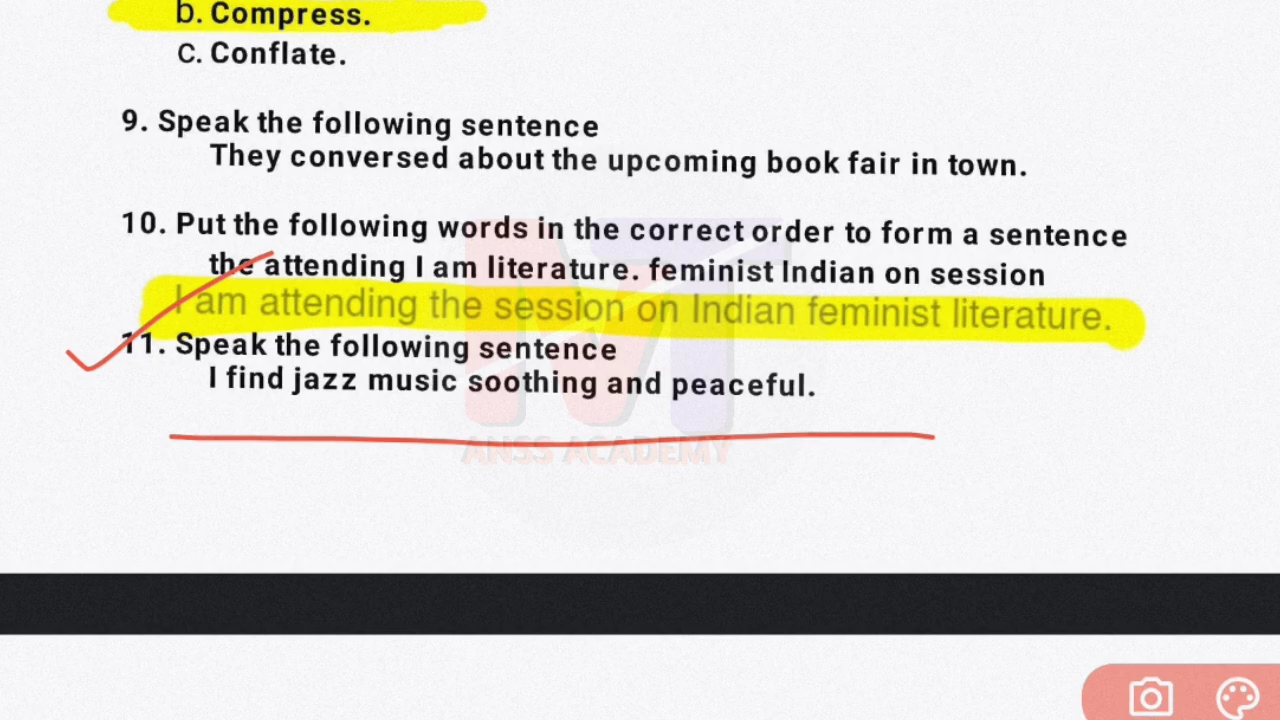 b. Compress.
c. Conflate.
9. Speak the following sentence
They conversed about the upcoming book fair in town.
10. Put the following words in the correct order to form a sentence
the attending I am literature. feminist Indian on session
I am attending the session on Indian feminist literature.
11. Speak the following sentence
I find jazz music soothing and peaceful.
ANSS ACADEMY